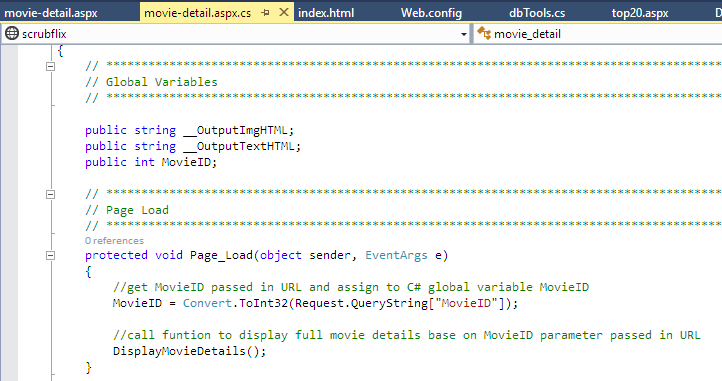 movie-detail.aspx movie-detail.aspx.cs index.html Web.config dbTools.cs top20.aspx D
scrubflix movie_detail
{
// ****************************************************************************************
// Global Variables
// ****************************************************************************************
public string __OutputImgHTML;
public string __OutputTextHTML;
public int MovieID;
// ****************************************************************************************
// Page Load
// ****************************************************************************************
0 references
protected void Page_Load(object sender, EventArgs e)
{
//get MovieID passed in URL and assign to C# global variable MovieID
MovieID = Convert.ToInt32(Request.QueryString["MovieID"]);
//call funtion to display full movie details base on MovieID parameter passed in URL
DisplayMovieDetails();
}